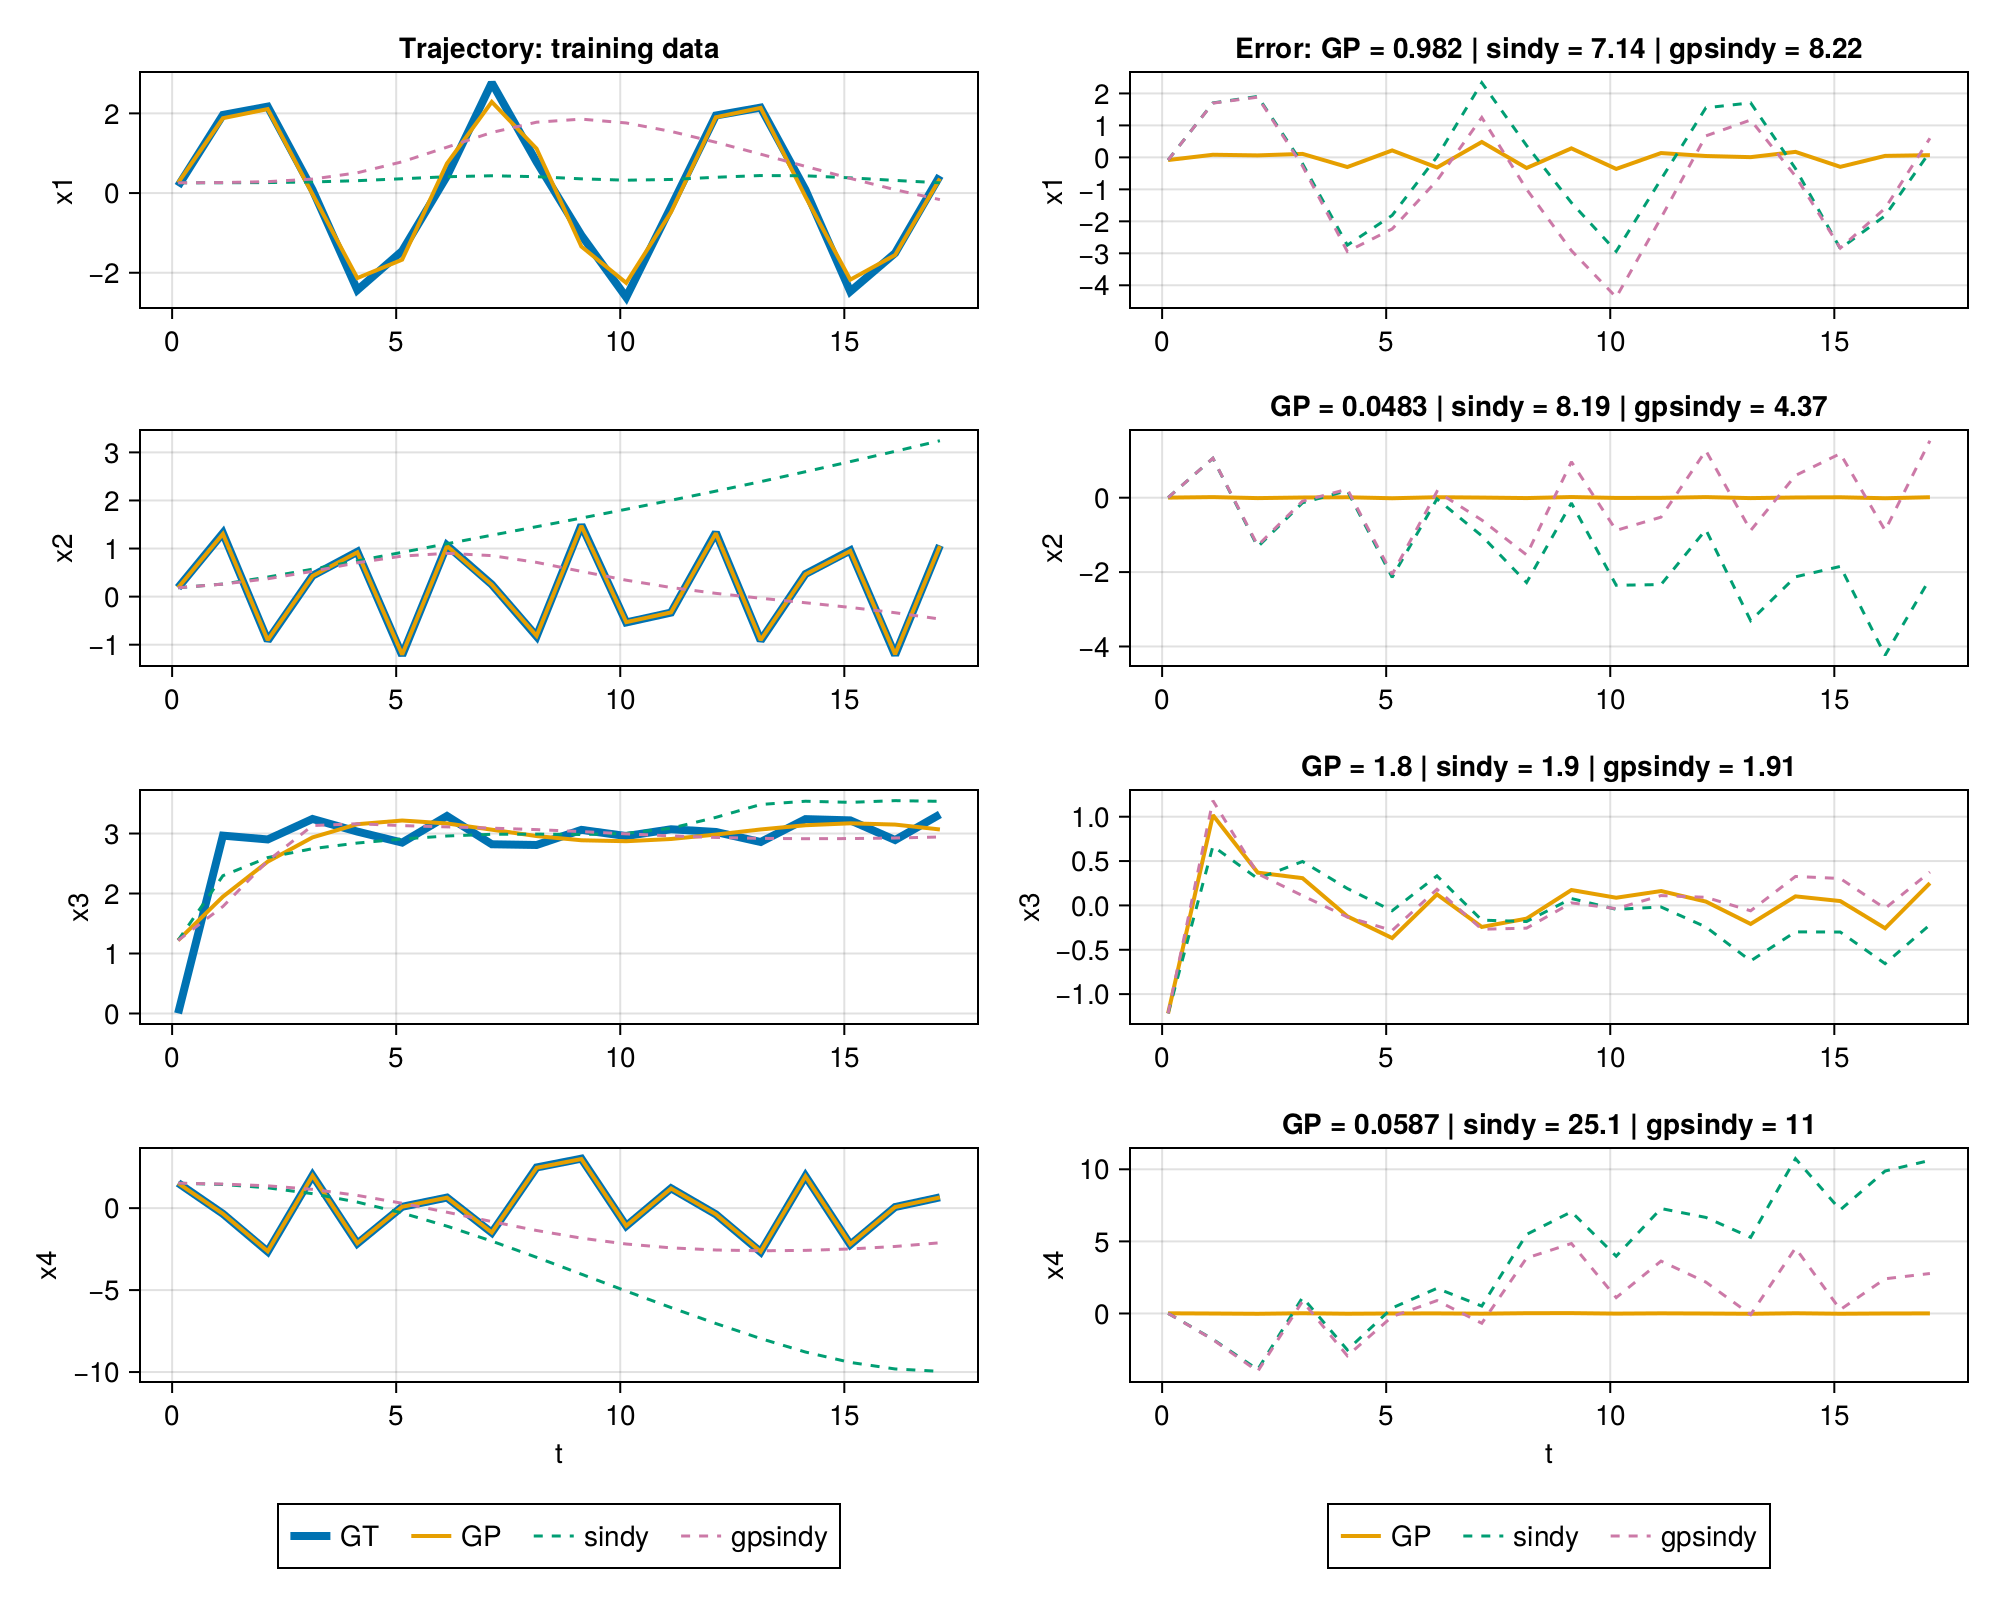 Trajectory: training data
Error: GP = 0.982 | sindy = 7.14 | gpsindy = 8.22
x1
2
0
−2
0 5 10 15
x1
2
1
0
−1
−2
−3
−4
0 5 10 15
GP = 0.0483 | sindy = 8.19 | gpsindy = 4.37
x2
3
2
1
0
−1
0 5 10 15
x2
0
−2
−4
0 5 10 15
GP = 1.8 | sindy = 1.9 | gpsindy = 1.91
x3
3
2
1
0
0 5 10 15
x3
1.0
0.5
0.0
−0.5
−1.0
0 5 10 15
GP = 0.0587 | sindy = 25.1 | gpsindy = 11
x4
0
−5
−10
0 5 10 15
t
x4
10
5
0
0 5 10 15
t
GT GP sindy gpsindy
GP sindy gpsindy